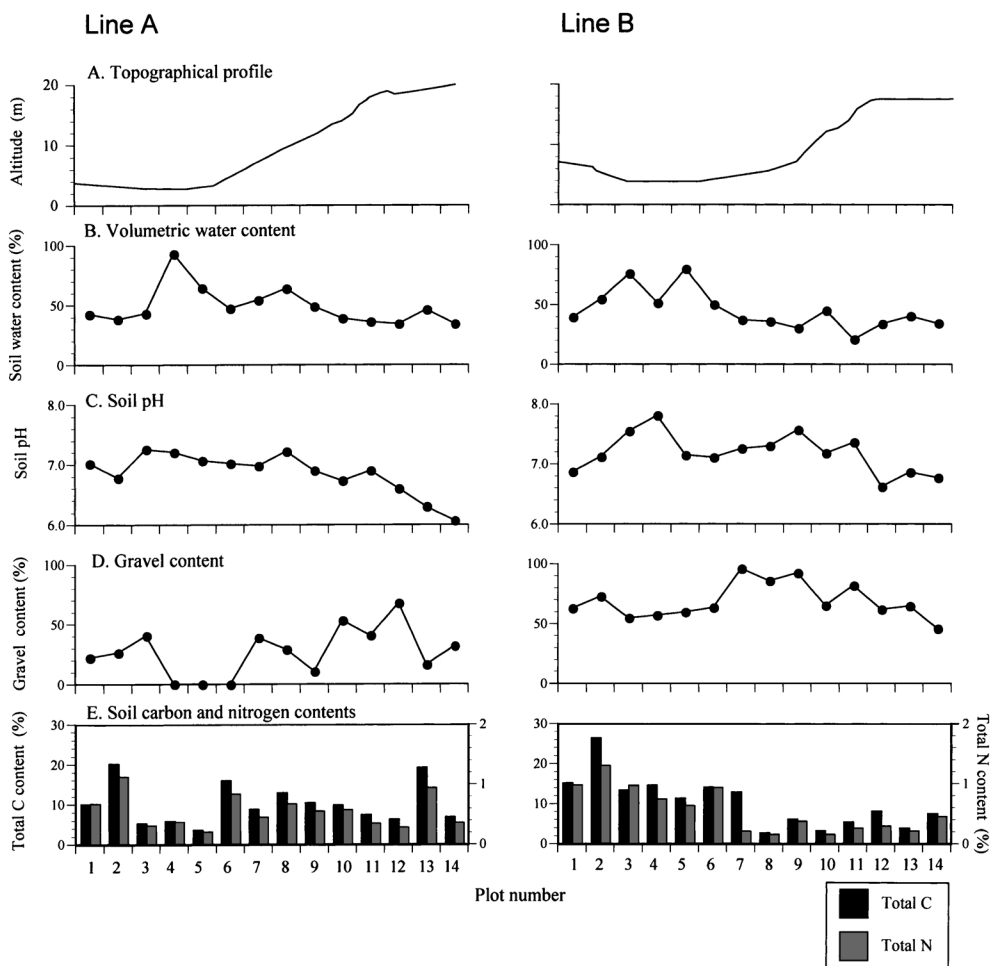 Line A
Line B
A. Topographical profile
Altitude (m)
20
10
0
B. Volumetric water content
Soil water content (%)
100
50
0
100
50
0
C. Soil pH
Soil pH
8.0
7.0
6.0
8.0
7.0
6.0
D. Gravel content
Gravel content (%)
100
50
0
100
50
0
E. Soil carbon and nitrogen contents
Total C content (%)
30
20
10
0
2
1
0
30
20
10
0
2
1
0
Total N content (%)
1 2 3 4 5 6 7 8 9 10 11 12 13 14
1 2 3 4 5 6 7 8 9 10 11 12 13 14
Plot number
Total C
Total N